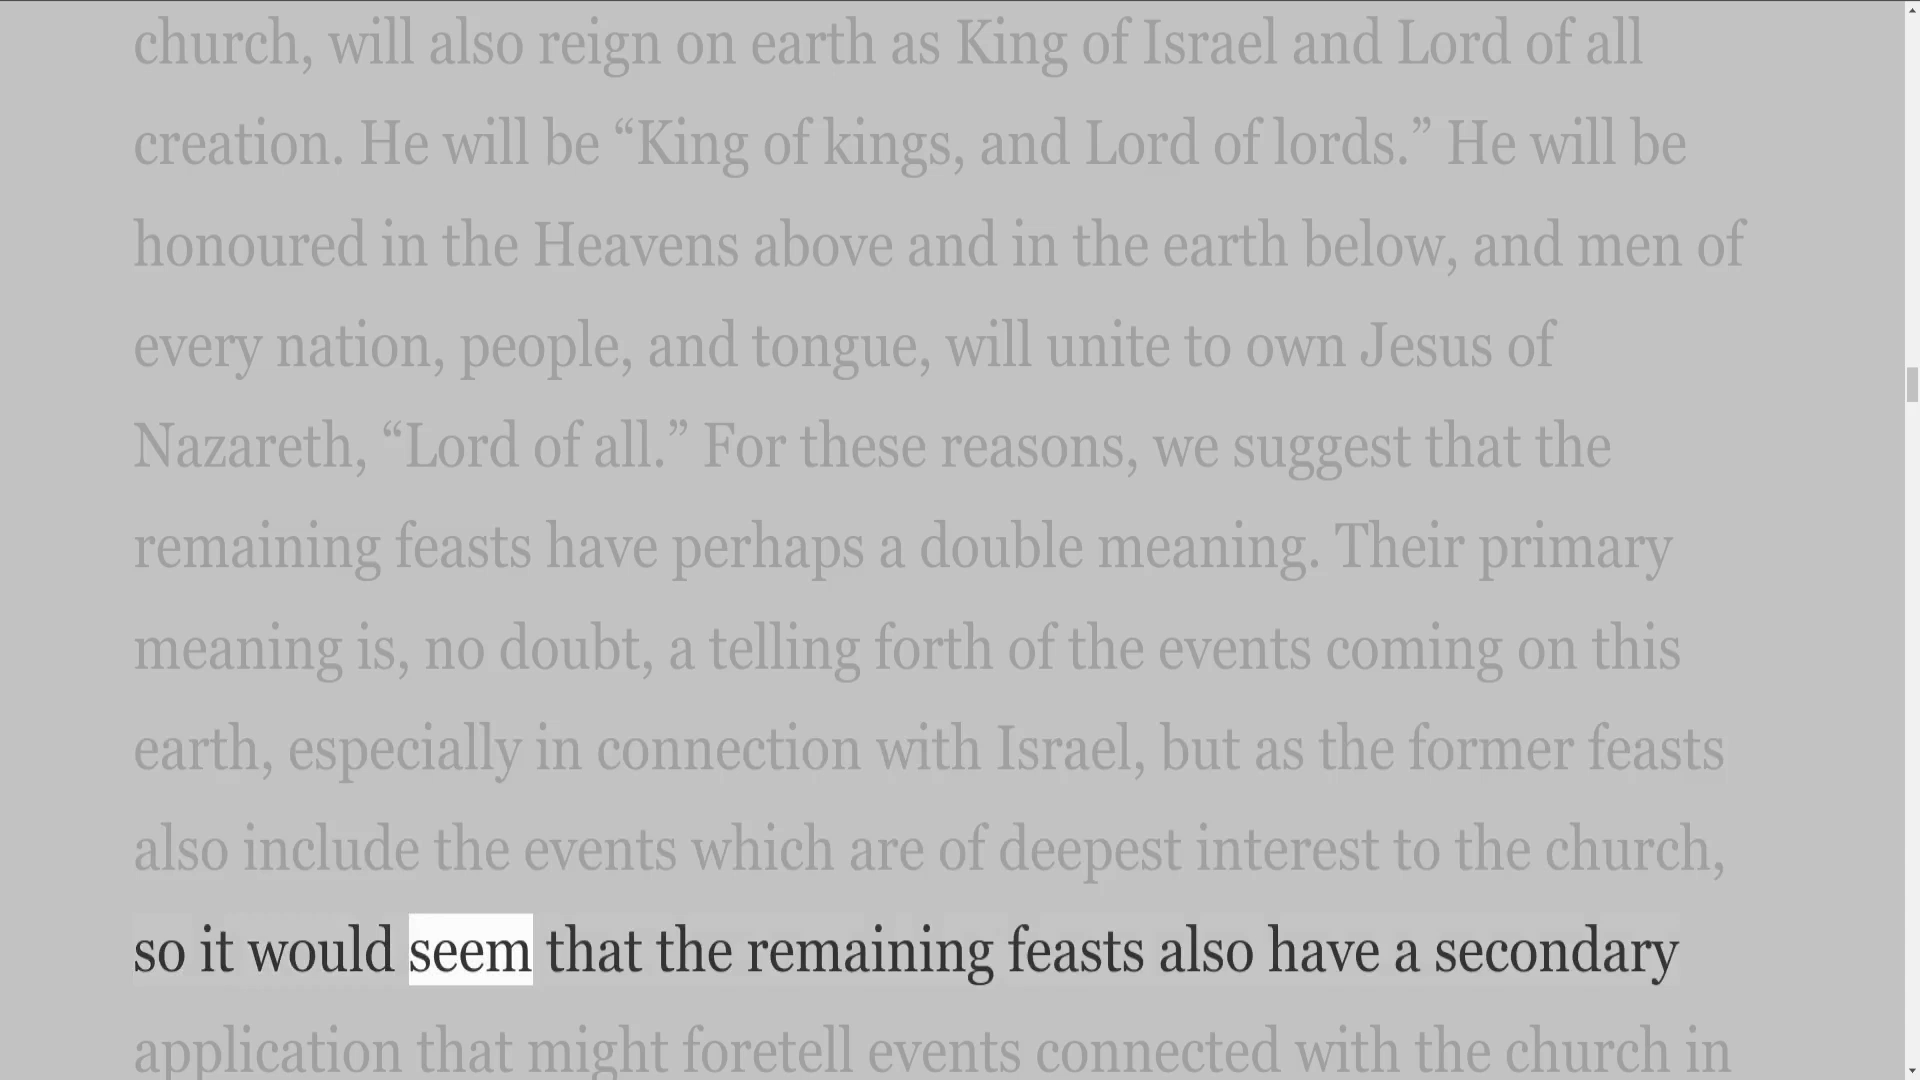 church, will also reign on earth as King of Israel and Lord of all
creation. He will be “King of kings, and Lord of lords.” He will be
honoured in the Heavens above and in the earth below, and men of
every nation, people, and tongue, will unite to own Jesus of
Nazareth, “Lord of all.” For these reasons, we suggest that the
remaining feasts have perhaps a double meaning. Their primary
meaning is, no doubt, a telling forth of the events coming on this
earth, especially in connection with Israel, but as the former feasts
also include the events which are of deepest interest to the church,
so it would seem that the remaining feasts also have a secondary
application that might foretell events connected with the church in